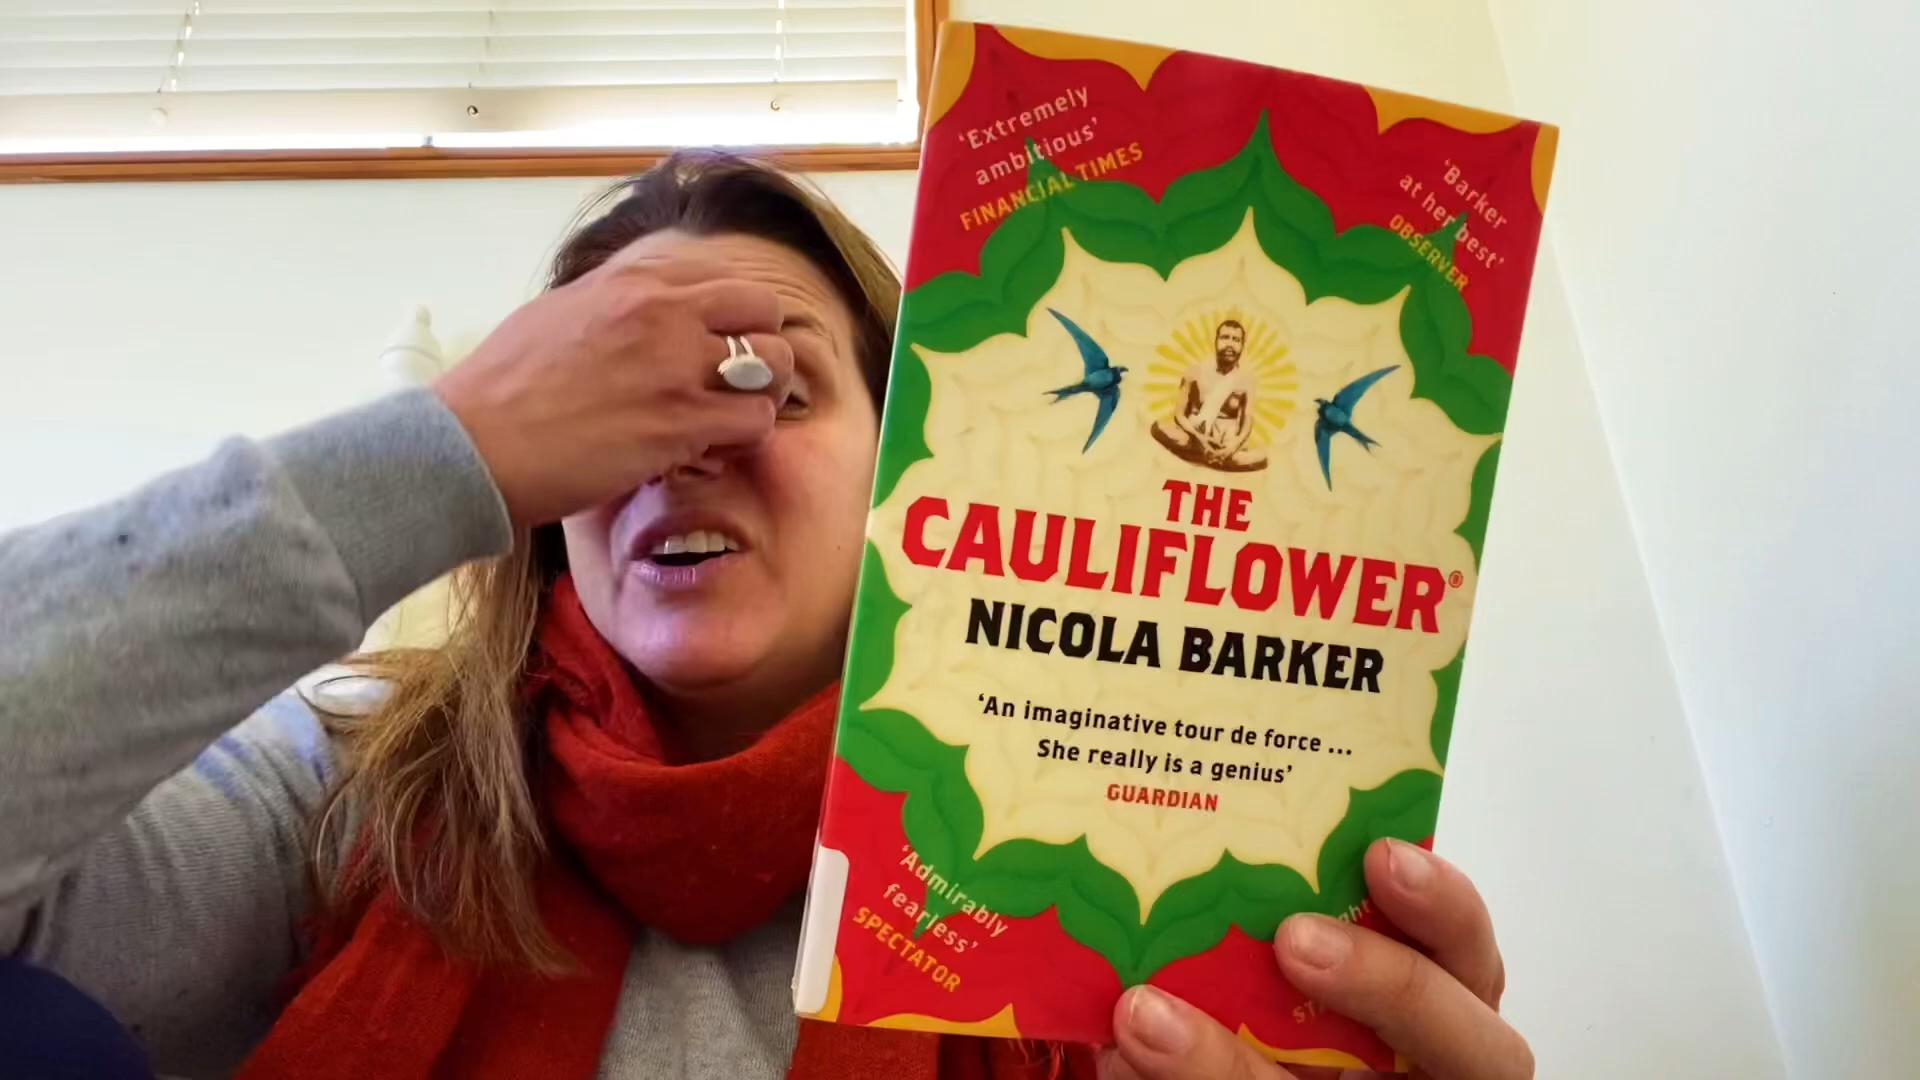 ‘Extremely
ambitious’
FINANCIAL TIMES
‘Barker
at her best’
OBSERVER
THE
CAULIFLOWER®
NICOLA BARKER
‘An imaginative tour de force ...
She really is a genius’
GUARDIAN
‘Admirably
fearless’
SPECTATOR